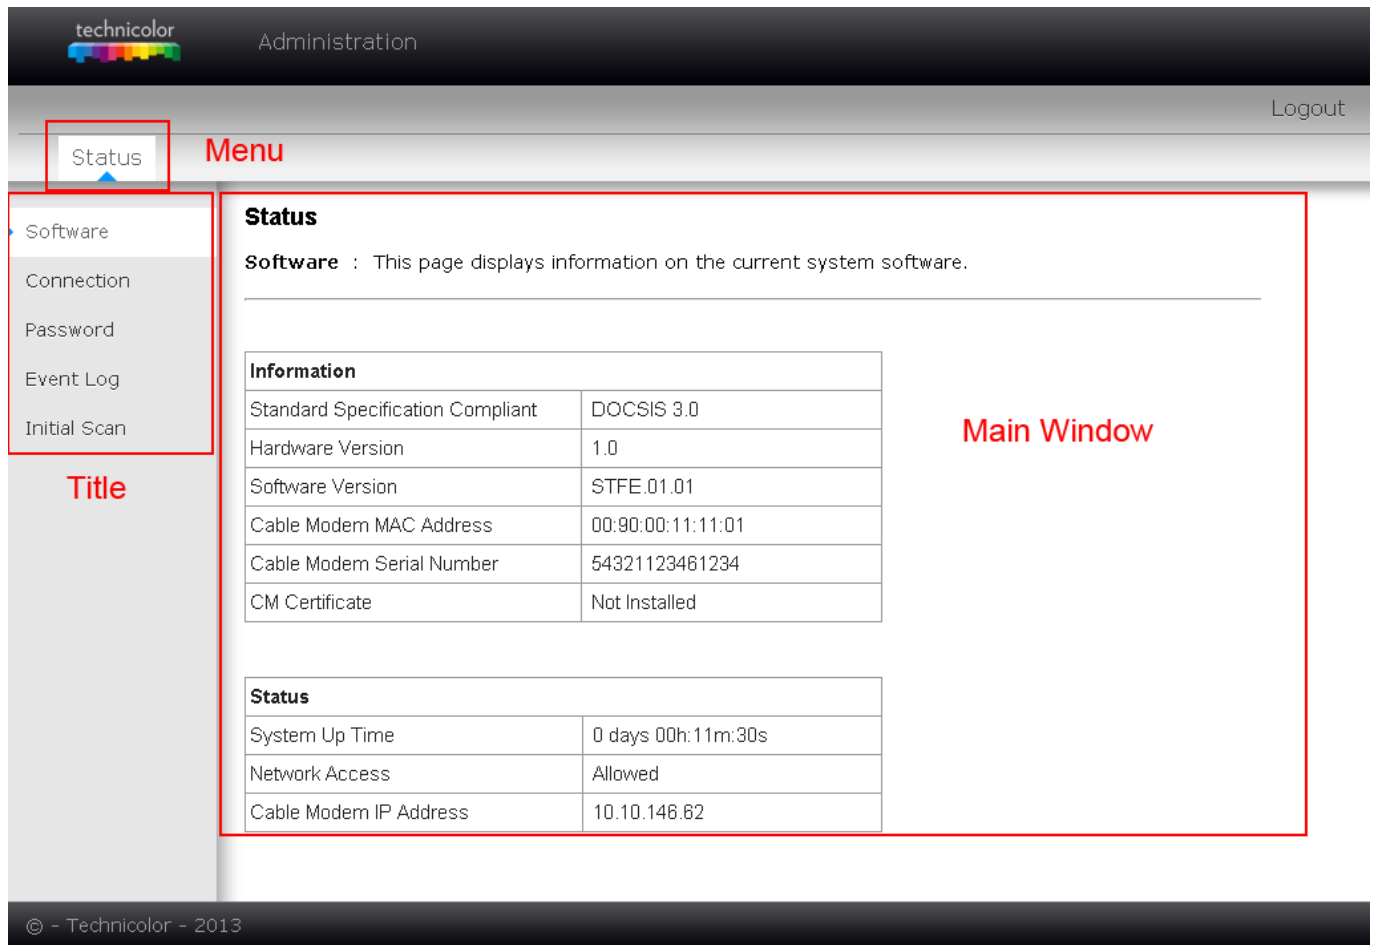 technicolor
Administration
Logout
Status
Menu
Software
Connection
Password
Event Log
Initial Scan
Title
Status
Software : This page displays information on the current system software.
Information
Standard Specification Compliant DOCSIS 3.0
Hardware Version 1.0
Software Version STFE.01.01
Cable Modem MAC Address 00:90:00:11:11:01
Cable Modem Serial Number 54321123461234
CM Certificate Not Installed
Main Window
Status
System Up Time 0 days 00h:11m:30s
Network Access Allowed
Cable Modem IP Address 10.10.146.62
© - Technicolor - 2013